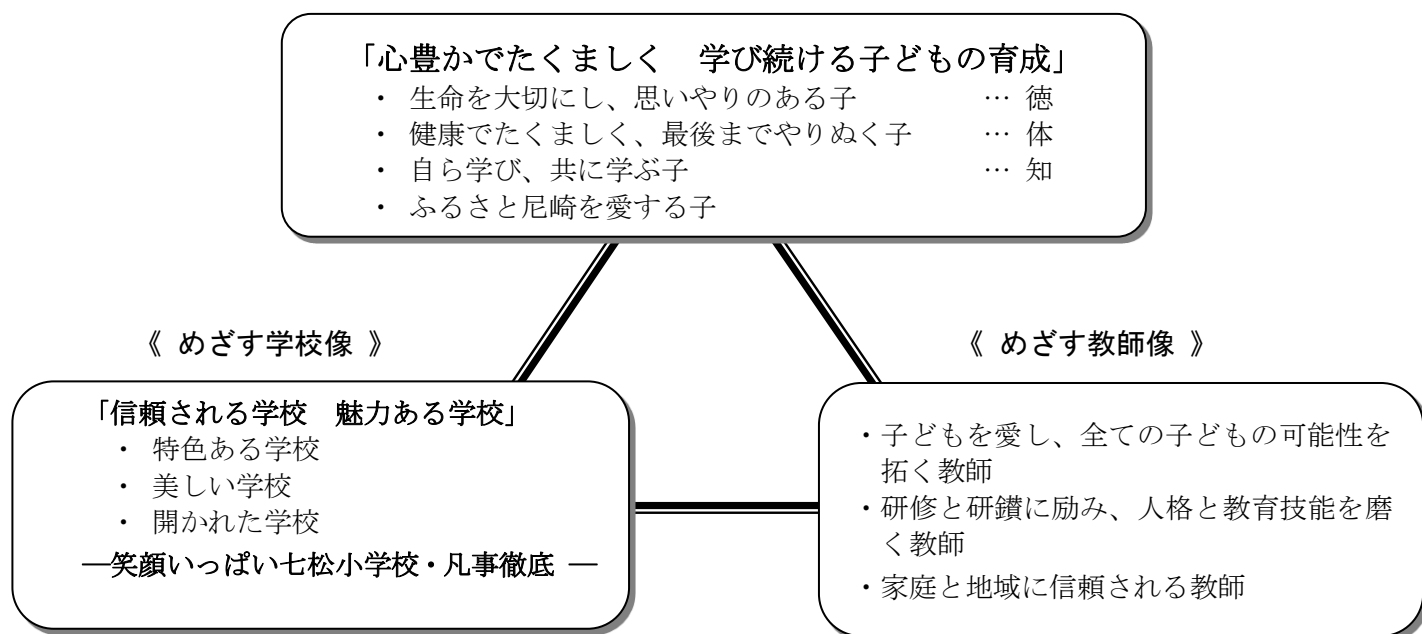 「心豊かでたくましく　学び続ける子どもの育成」
・ 生命を大切にし、思いやりのある子　　　　… 徳
・ 健康でたくましく、最後までやりぬく子　　… 体
・ 自ら学び、共に学ぶ子　　　　　　　　　　… 知
・ ふるさと尼崎を愛する子
《 めざす学校像 》
「信頼される学校　魅力ある学校」
・ 特色ある学校
・ 美しい学校
・ 開かれた学校
―笑顔いっぱい七松小学校・凡事徹底 ―
《 めざす教師像 》
・子どもを愛し、全ての子どもの可能性を
拓く教師
・研修と研鑽に励み、人格と教育技能を磨
く教師
・家庭と地域に信頼される教師